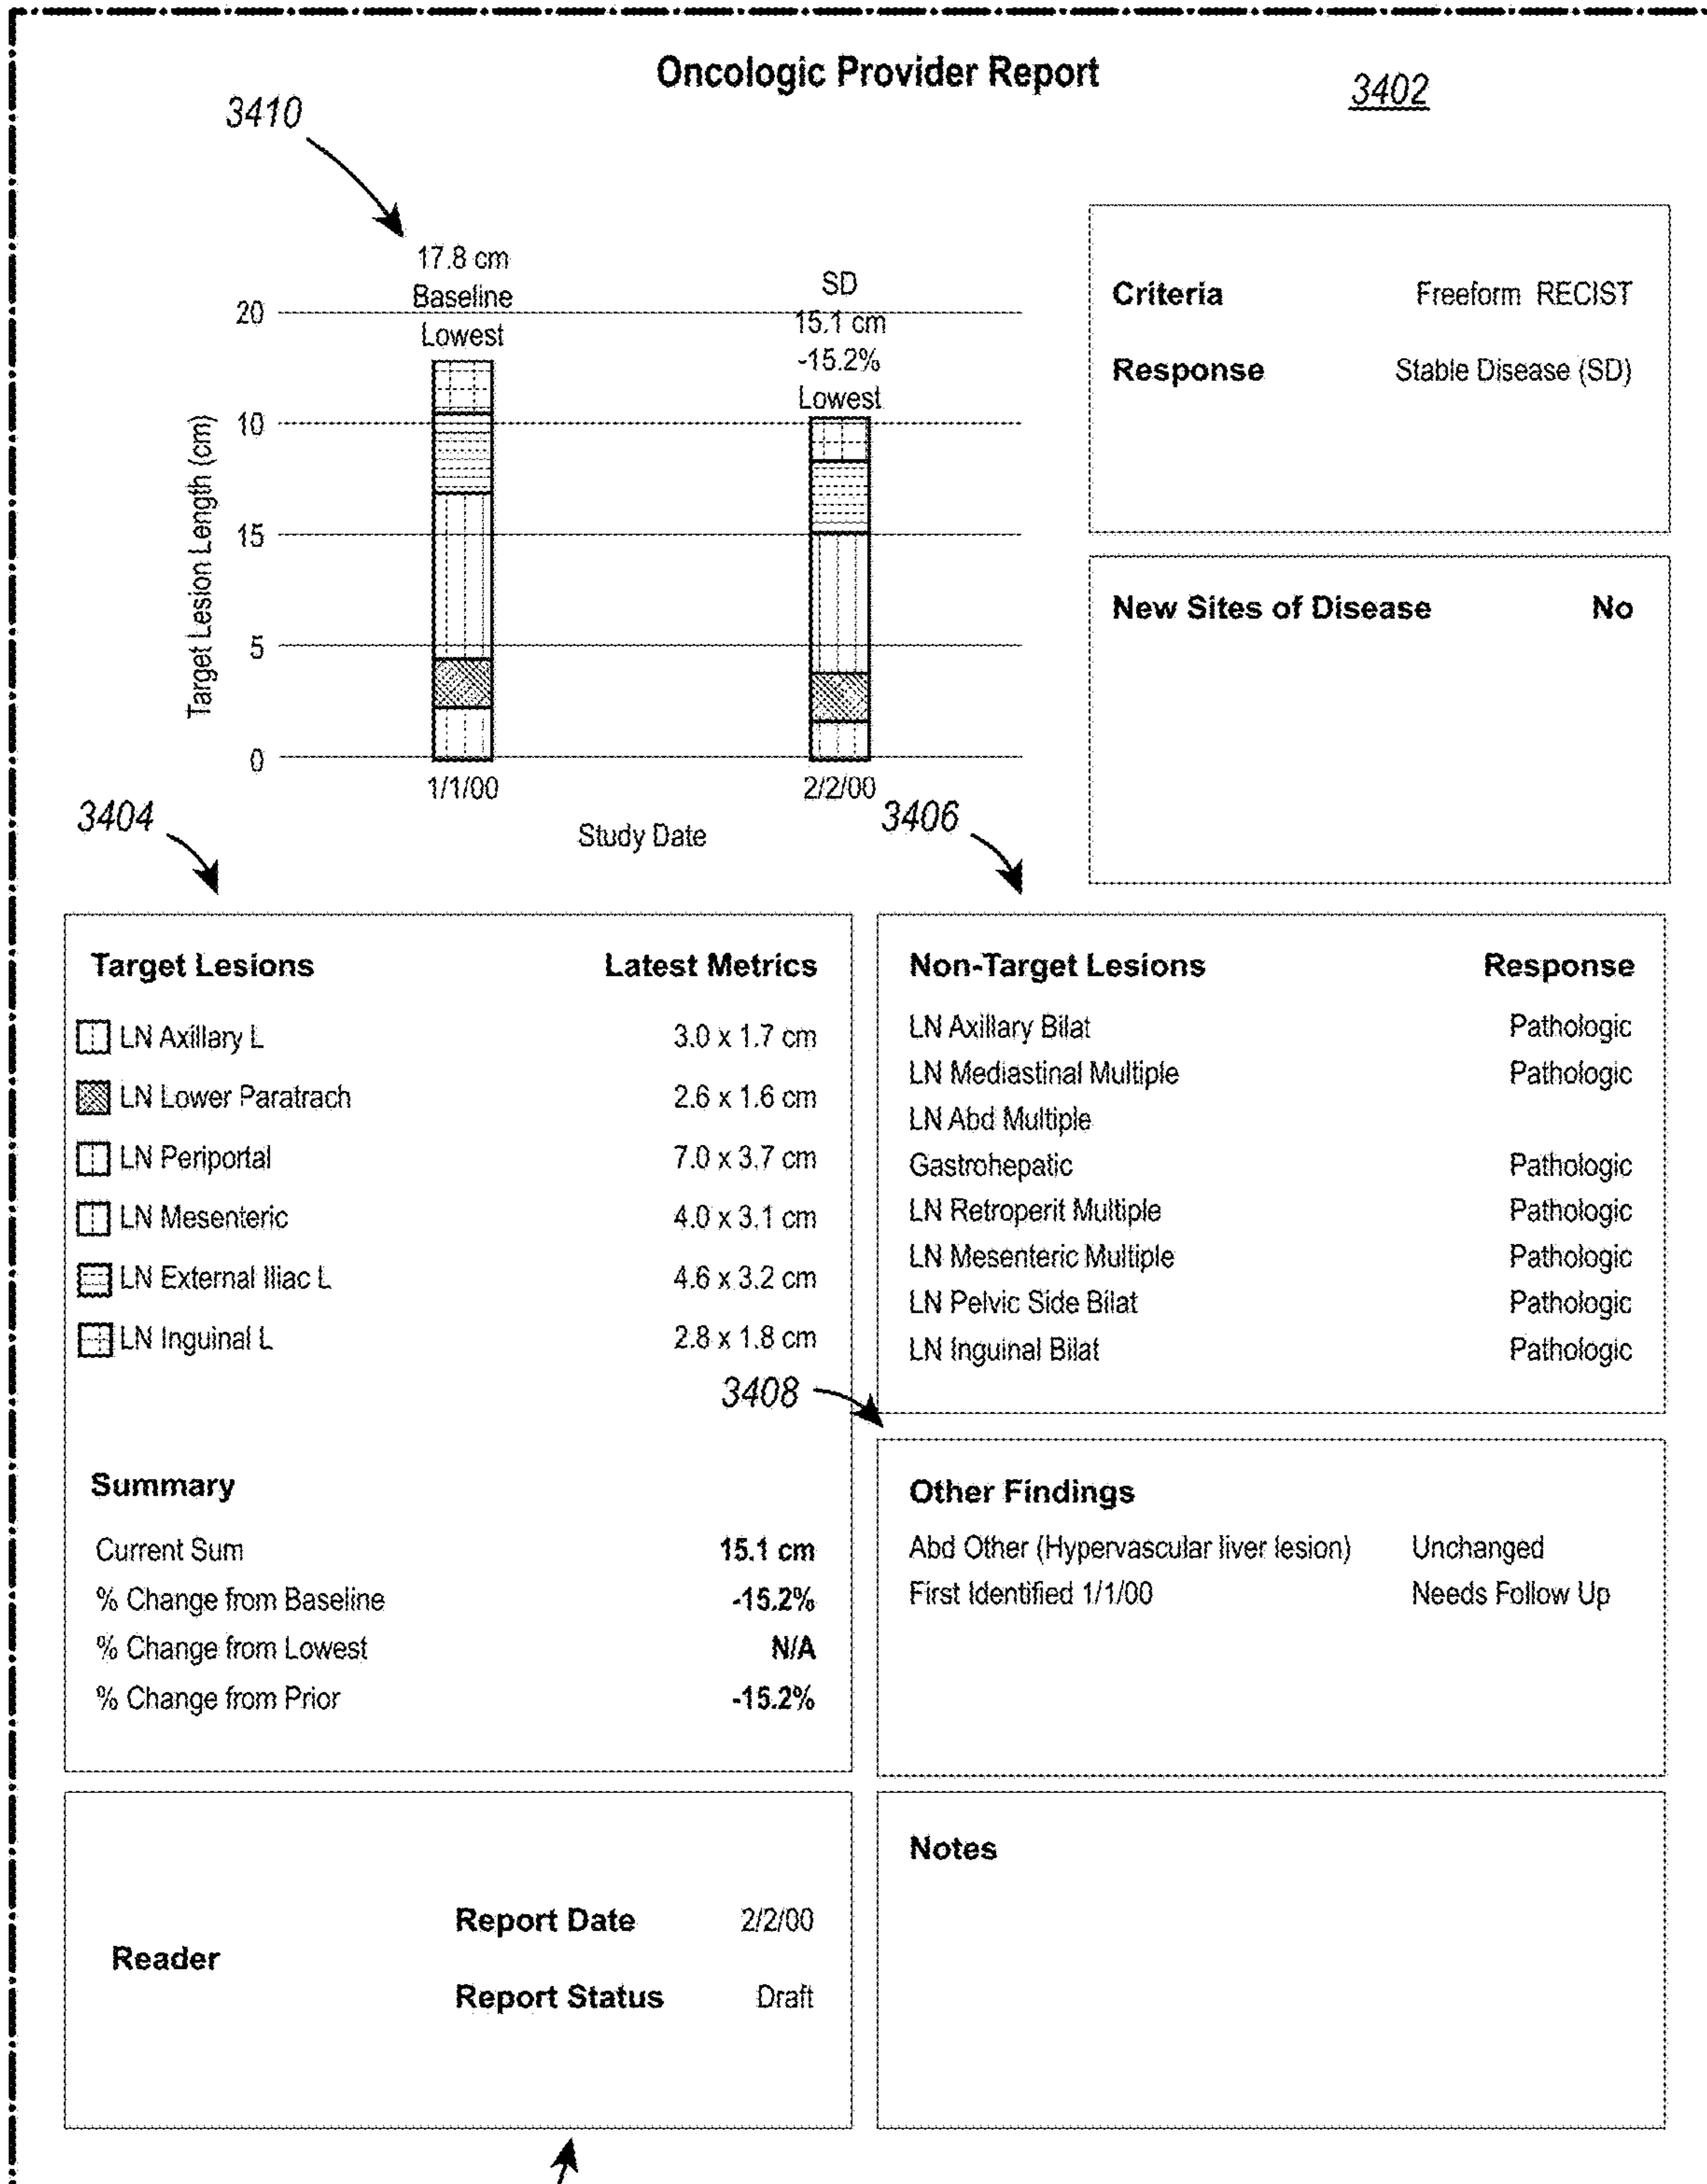 Oncologic Provider Report
3402
3410
17.8 cm
Baseline
Lowest
SD
15.1 cm
-15.2%
Lowest
20
10
15
5
0
Target Lesion Length (cm)
1/1/00
2/2/00
Study Date
Criteria Freeform RECIST
Response Stable Disease (SD)
New Sites of Disease No
3404
3406
Target Lesions Latest Metrics
LN Axillary L 3.0 x 1.7 cm
LN Lower Paratrach 2.6 x 1.6 cm
LN Periportal 7.0 x 3.7 cm
LN Mesenteric 4.0 x 3.1 cm
LN External Iliac L 4.6 x 3.2 cm
LN Inguinal L 2.8 x 1.8 cm
Summary
Current Sum 15.1 cm
% Change from Baseline -15.2%
% Change from Lowest N/A
% Change from Prior -15.2%
Non-Target Lesions Response
LN Axillary Bilat Pathologic
LN Mediastinal Multiple Pathologic
LN Abd Multiple
Gastrohepatic Pathologic
LN Retroperit Multiple Pathologic
LN Mesenteric Multiple Pathologic
LN Pelvic Side Bilat Pathologic
LN Inguinal Bilat Pathologic
3408
Other Findings
Abd Other (Hypervascular liver lesion) Unchanged
First Identified 1/1/00 Needs Follow Up
Reader
Report Date 2/2/00
Report Status Draft
Notes